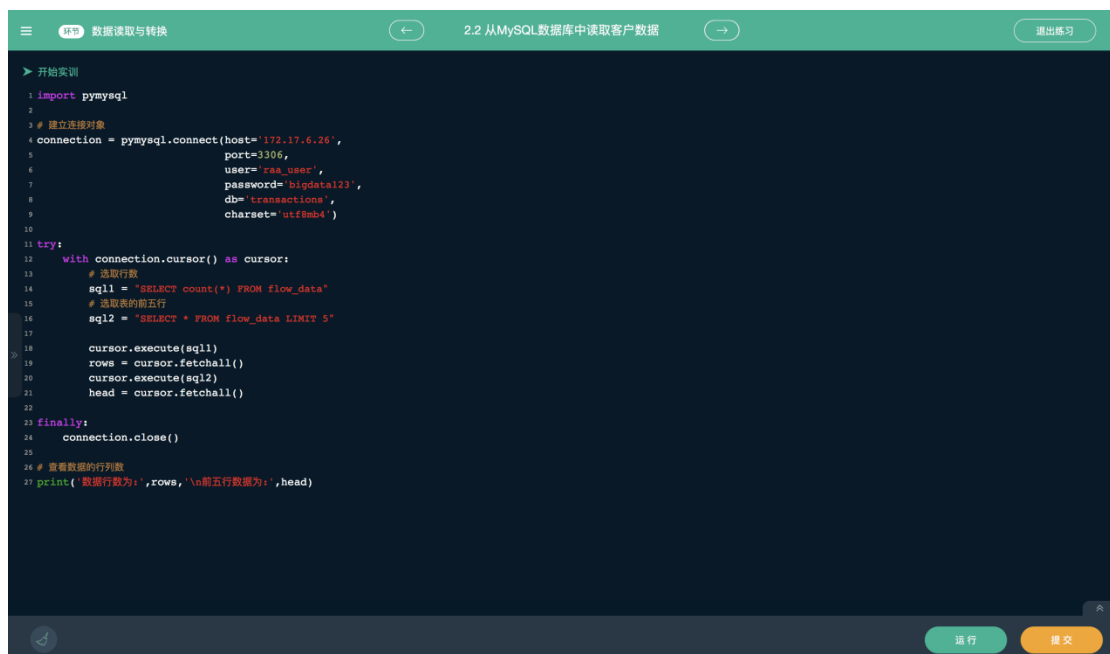 环节 数据读取与转换 2.2 从MySQL数据库中读取客户数据 退出练习
开始实训
1 import pymysql
2
3 # 建立连接对象
4 connection = pymysql.connect(host='172.17.6.26',
5 port=3306,
6 user='raa_user',
7 password='bigdata123',
8 db='transactions',
9 charset='utf8mb4')
10
11 try:
12 with connection.cursor() as cursor:
13 # 选取行数
14 sql1 = "SELECT count(*) FROM flow_data"
15 # 选取表的前五行
16 sql2 = "SELECT * FROM flow_data LIMIT 5"
17
18 cursor.execute(sql1)
19 rows = cursor.fetchall()
20 cursor.execute(sql2)
21 head = cursor.fetchall()
22
23 finally:
24 connection.close()
25
26 # 查看数据的行列数
27 print('数据行数为:',rows,'\n前五行数据为:',head)
运行 提交